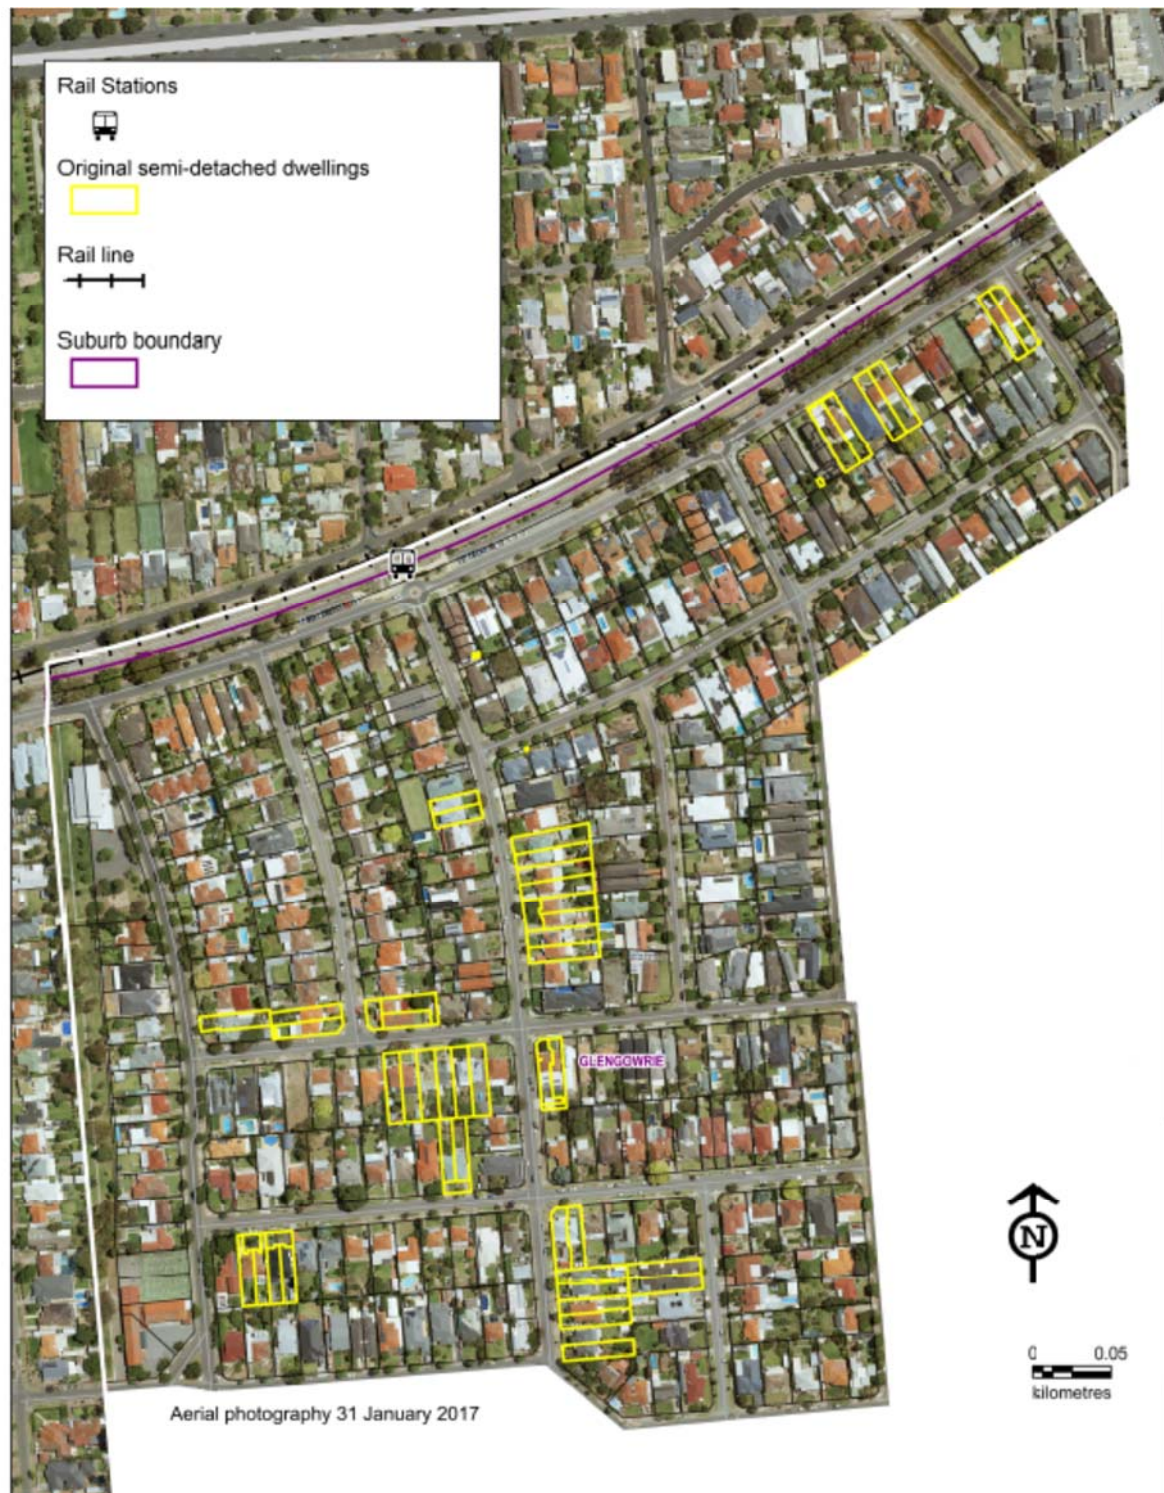 Rail Stations
Original semi-detached dwellings
Rail line
Suburb boundary
GLENGOWRIE
N
0 0.05
kilometres
Aerial photography 31 January 2017